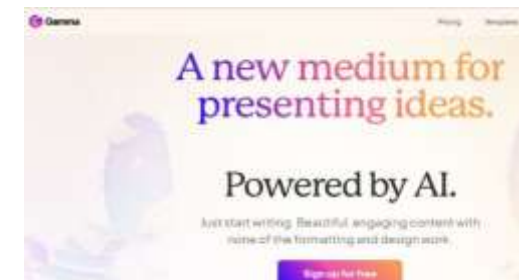 Gamma
Pricing
A new medium for
presenting ideas.
Powered by AI.
Just start writing. Beautiful, engaging content with
none of the formatting and design work.
Sign up for free